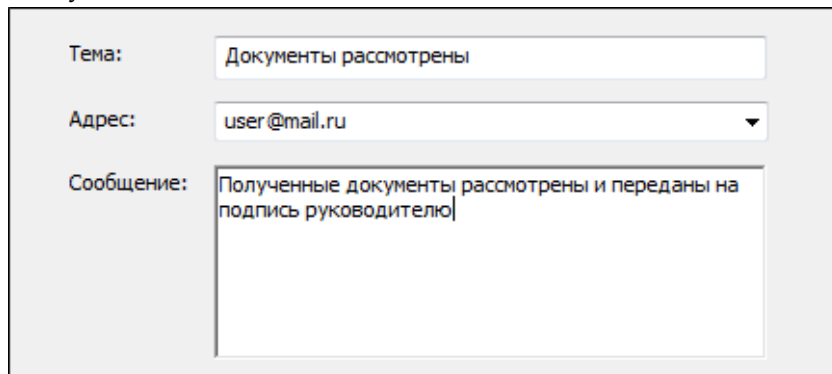 Тема: Документы рассмотрены
Адрес: user@mail.ru
Сообщение: Полученные документы рассмотрены и переданы на
подпись руководителю